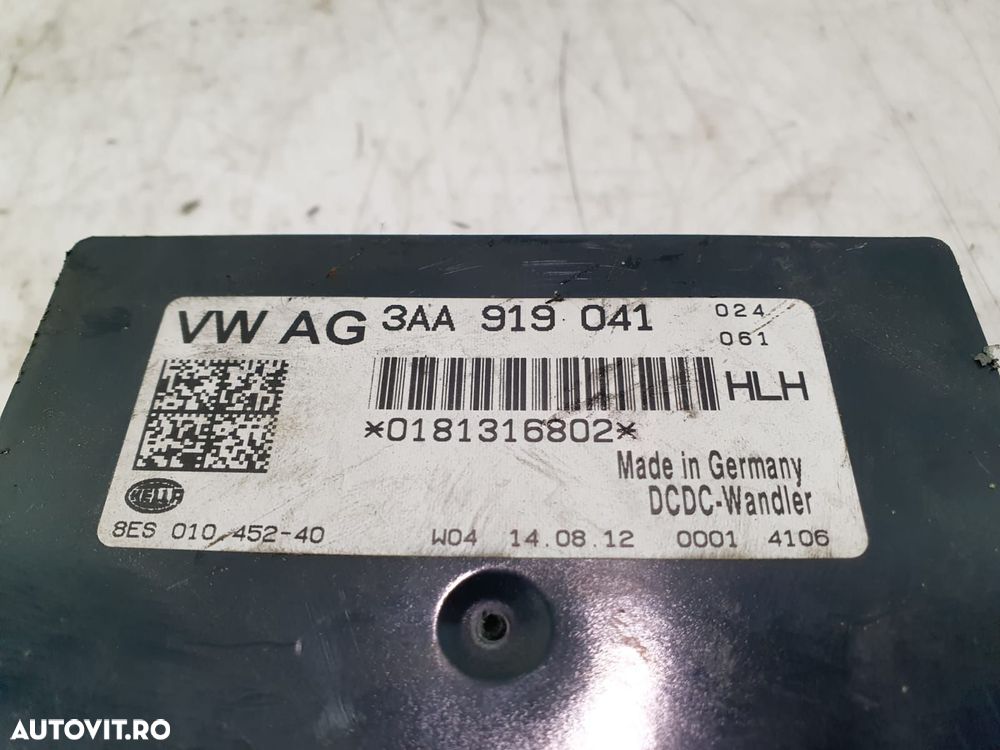 VW AG 3AA 919 041 024
061
HLH
*0181316802*
Made in Germany
DCDC-Wandler
HELLA
8ES 010 452-40 W04 14.08.12 0001 4106
AUTOVIT.RO